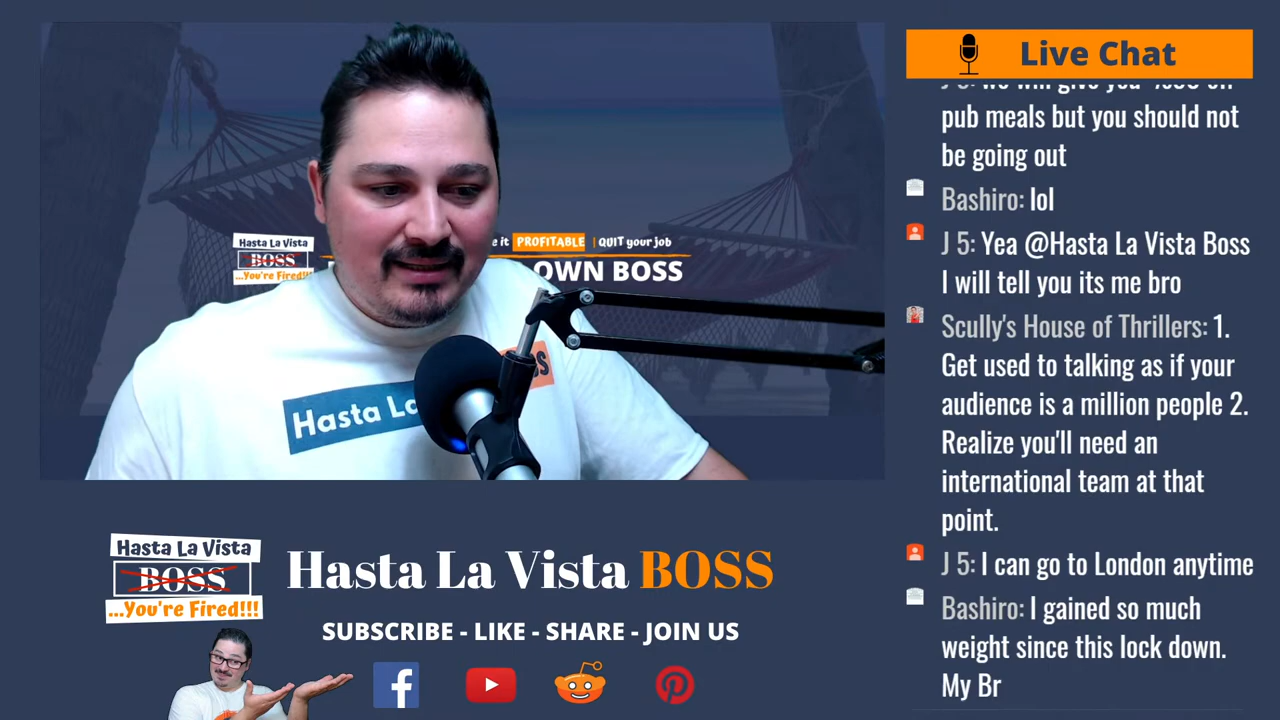 Live Chat
pub meals but you should not
be going out
Bashiro: lol
J 5: Yea @Hasta La Vista Boss
I will tell you its me bro
Scully's House of Thrillers: 1.
Get used to talking as if your
audience is a million people 2.
Realize you'll need an
international team at that
point.
J 5: I can go to London anytime
Bashiro: I gained so much
weight since this lock down.
My Br
Hasta La Vista
BOSS
...You're Fired!!!
it PROFITABLE | QUIT your job
OWN BOSS
Hasta La
Hasta La Vista
BOSS
...You're Fired!!!
Hasta La Vista BOSS
SUBSCRIBE - LIKE - SHARE - JOIN US